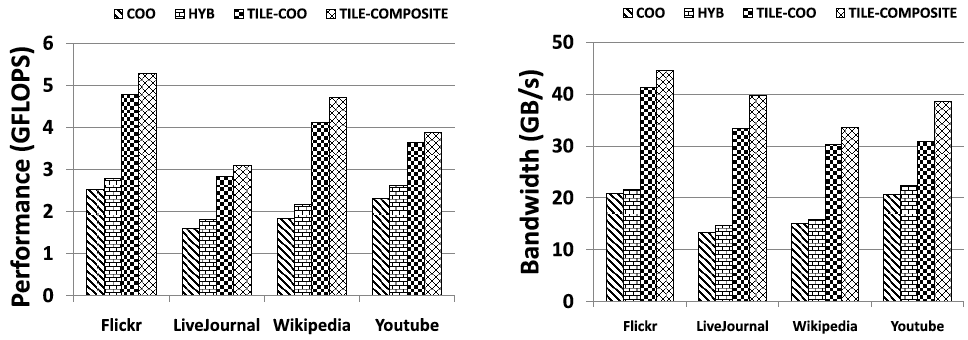 COO HYB TILE-COO TILE-COMPOSITE
Performance (GFLOPS)
6
5
4
3
2
1
0
Flickr LiveJournal Wikipedia Youtube
COO HYB TILE-COO TILE-COMPOSITE
Bandwidth (GB/s)
50
40
30
20
10
0
Flickr LiveJournal Wikipedia Youtube